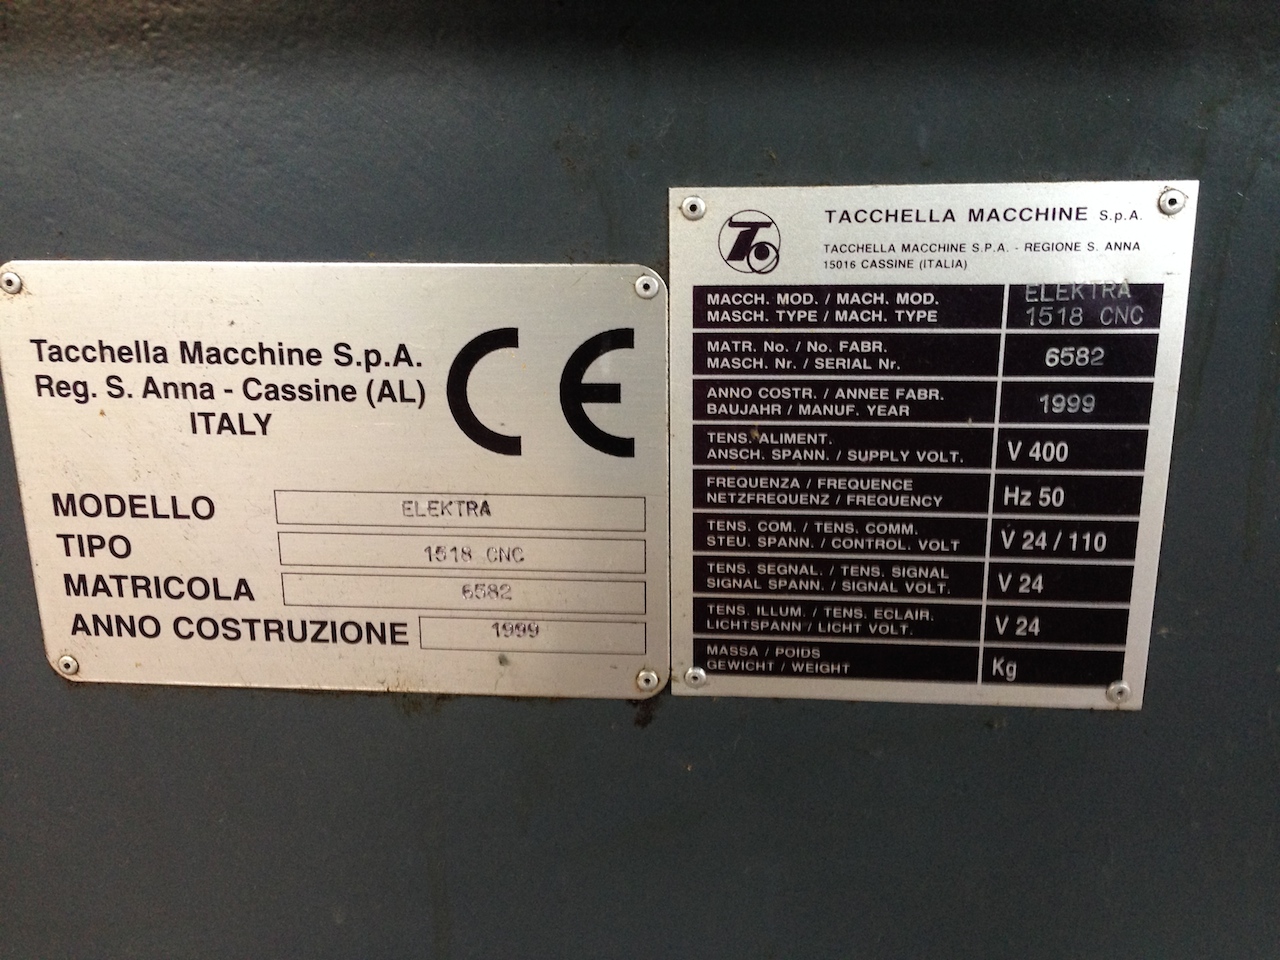 Tacchella Macchine S.p.A.
Reg. S. Anna - Cassine (AL)
ITALY
CE
MODELLO ELEKTRA
TIPO 1518 CNC
MATRICOLA 6582
ANNO COSTRUZIONE 1999
TACCHELLA MACCHINE S.p.A.
TACCHELLA MACCHINE S.P.A. - REGIONE S. ANNA
15016 CASSINE (ITALIA)
MACCH. MOD. / MACH. MOD. ELEKTRA
MASCH. TYPE / MACH. TYPE 1518 CNC
MATR. No. / No. FABR.
MASCH. Nr. / SERIAL Nr. 6582
ANNO COSTR. / ANNEE FABR.
BAUJAHR / MANUF. YEAR 1999
TENS. ALIMENT.
ANSCH. SPANN. / SUPPLY VOLT. V 400
FREQUENZA / FREQUENCE
NETZFREQUENZ / FREQUENCY Hz 50
TENS. COM. / TENS. COMM.
STEU. SPANN. / CONTROL. VOLT V 24 / 110
TENS. SEGNAL. / TENS. SIGNAL
SIGNAL SPANN. / SIGNAL VOLT. V 24
TENS. ILLUM. / TENS. ECLAIR.
LICHTSPANN / LICHT VOLT. V 24
MASSA / POIDS
GEWICHT / WEIGHT Kg